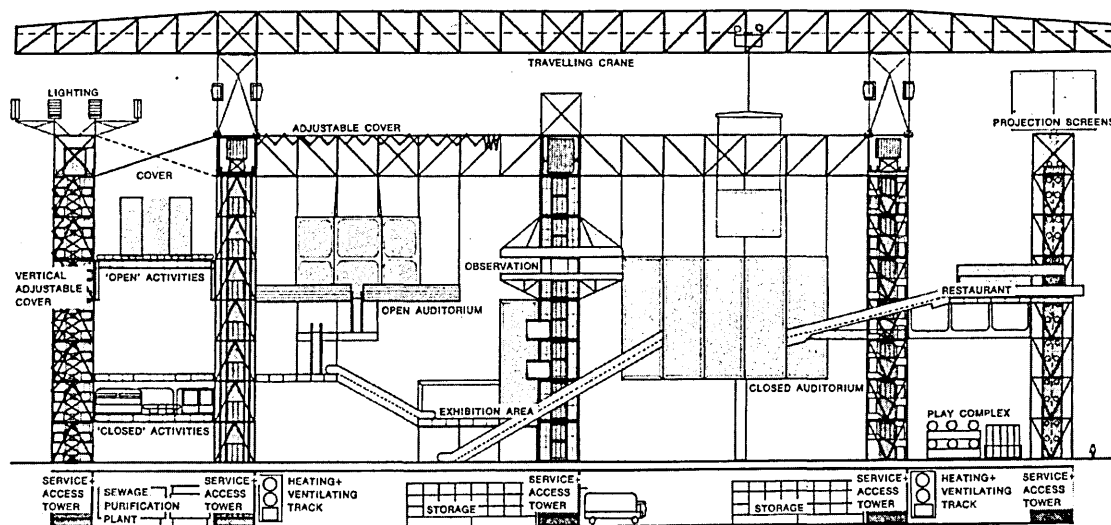 TRAVELLING CRANE
LIGHTING
PROJECTION SCREENS
ADJUSTABLE COVER
COVER
OBSERVATION
VERTICAL
ADJUSTABLE
COVER
'OPEN' ACTIVITIES
RESTAURANT
OPEN AUDITORIUM
CLOSED AUDITORIUM
EXHIBITION AREA
PLAY COMPLEX
'CLOSED' ACTIVITIES
SERVICE+
ACCESS
TOWER
SEWAGE
PURIFICATION
PLANT
SERVICE+
ACCESS
TOWER
HEATING+
VENTILATING
TRACK
STORAGE
SERVICE+
ACCESS
TOWER
STORAGE
SERVICE+
ACCESS
TOWER
HEATING+
VENTILATING
TRACK
SERVICE+
ACCESS
TOWER